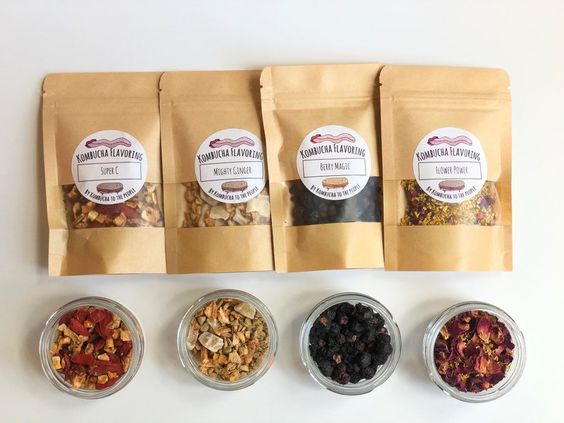 KOMBUCHA FLAVORING
SUPER C
BY KOMBUCHA TO THE PEOPLE
KOMBUCHA FLAVORING
MIGHTY GINGER
BY KOMBUCHA TO THE PEOPLE
KOMBUCHA FLAVORING
BERRY MAGIC
BY KOMBUCHA TO THE PEOPLE
KOMBUCHA FLAVORING
FLOWER POWER
BY KOMBUCHA TO THE PEOPLE